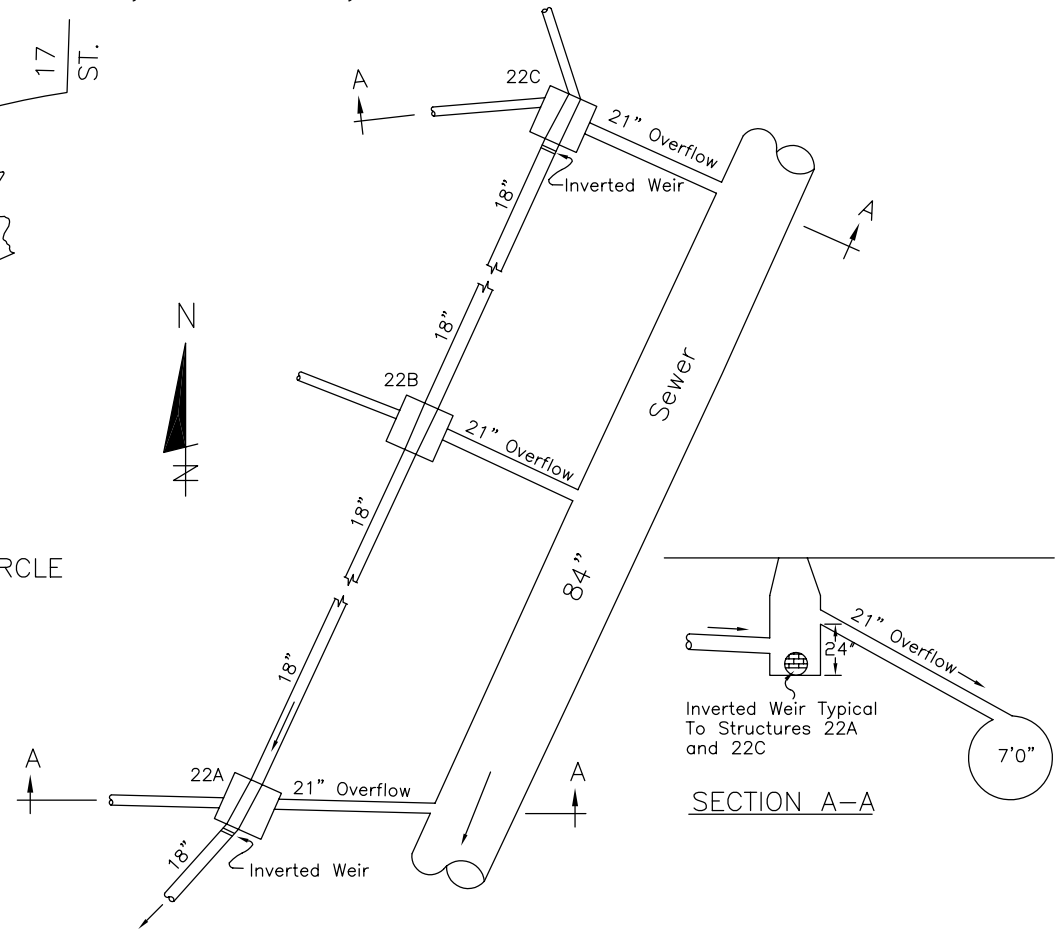 17
ST.
A
22C
21” Overflow
Inverted Weir
18”
A
N
18”
Sewer
22B
21” Overflow
18”
84”
N
RCLE
21” Overflow
24”
Inverted Weir Typical
To Structures 22A
and 22C
7’0”
SECTION A–A
18”
A
22A
21” Overflow
A
18”
Inverted Weir